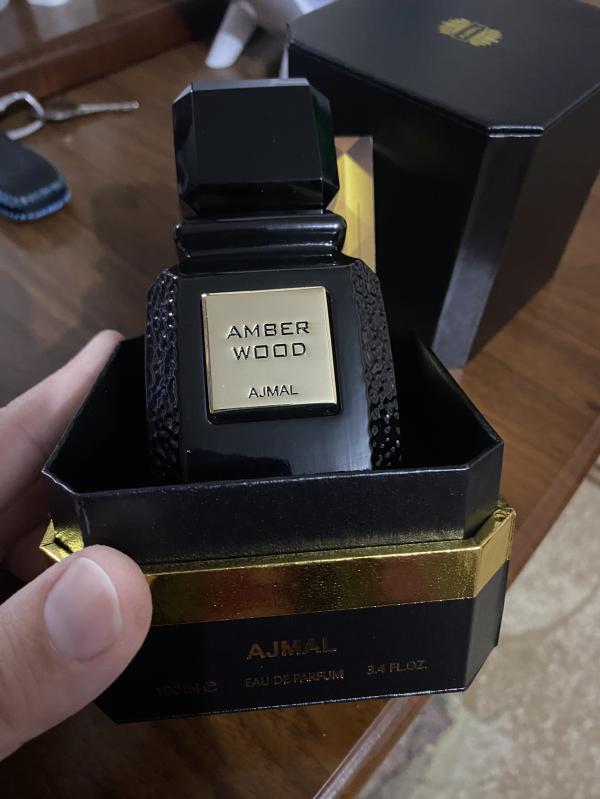 AMBER
WOOD
AJMAL
AJMAL
100ml e EAU DE PARFUM 3.4 FL.OZ.